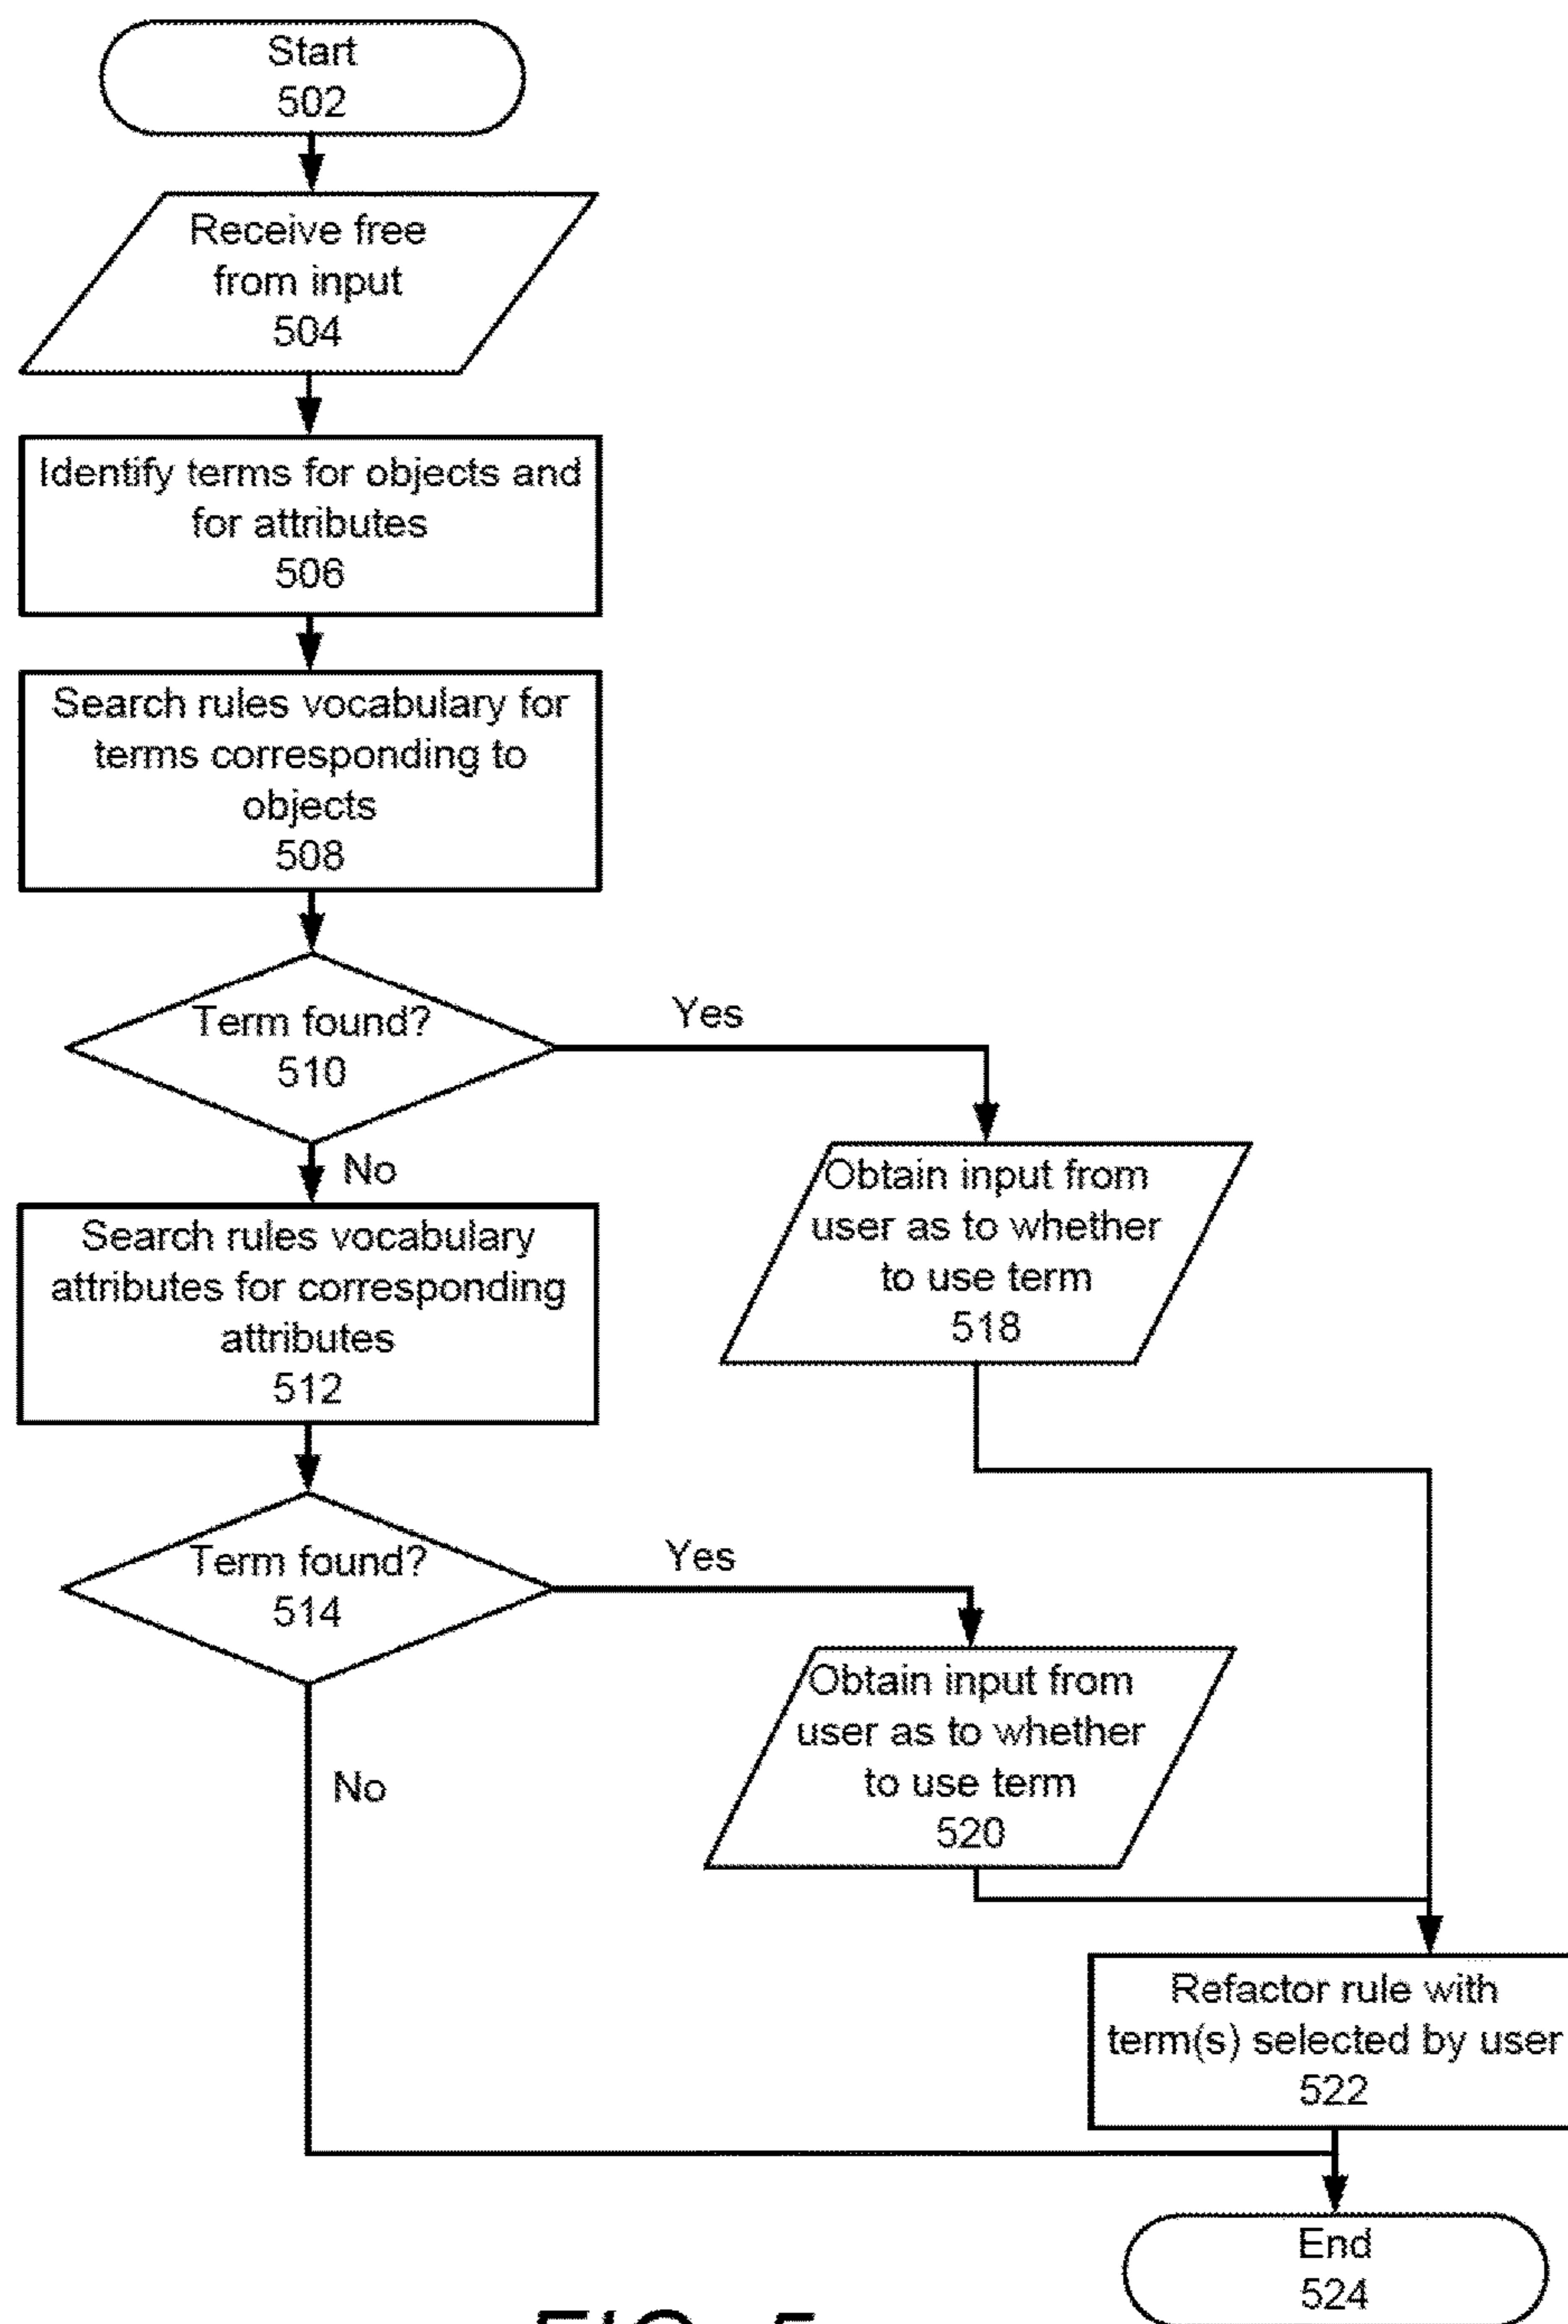 Start
502
Receive free
from input
504
Identify terms for objects and
for attributes
506
Search rules vocabulary for
terms corresponding to
objects
508
Term found?
510
Yes
No
Obtain input from
user as to whether
to use term
518
Search rules vocabulary
attributes for corresponding
attributes
512
Term found?
514
Yes
No
Obtain input from
user as to whether
to use term
520
Refactor rule with
term(s) selected by user
522
End
524
FIG. 5